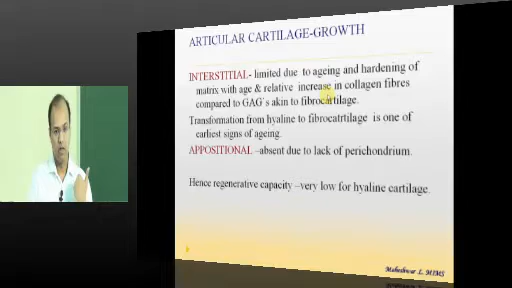 ARTICULAR CARTILAGE-GROWTH
INTERSTITIAL- limited due to ageing and hardening of
matrix with age & relative increase in collagen fibres
compared to GAG's akin to fibrocartilage.
Transformation from hyaline to fibrocatrtilage is one of
earliest signs of ageing.
APPOSITIONAL –absent due to lack of perichondrium.
Hence regenerative capacity –very low for hyaline cartilage.
Maheshwar .L. MIMS